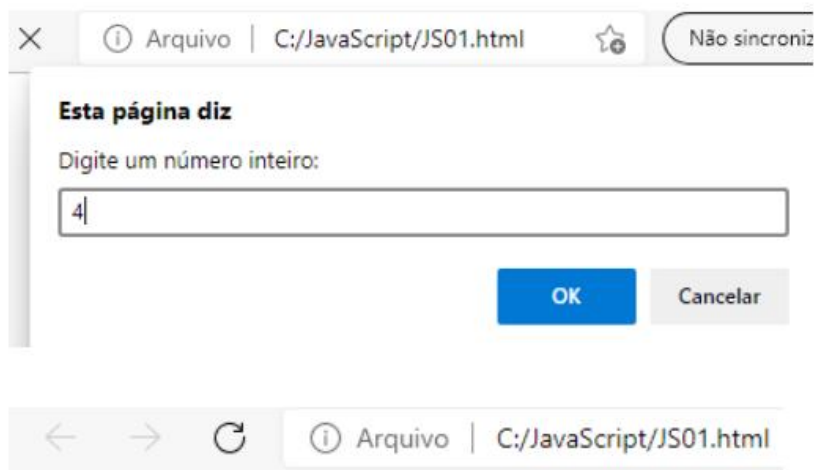 Arquivo | C:/JavaScript/JS01.html Não sincroniz
Esta página diz
Digite um número inteiro:
4
OK Cancelar
Arquivo | C:/JavaScript/JS01.html